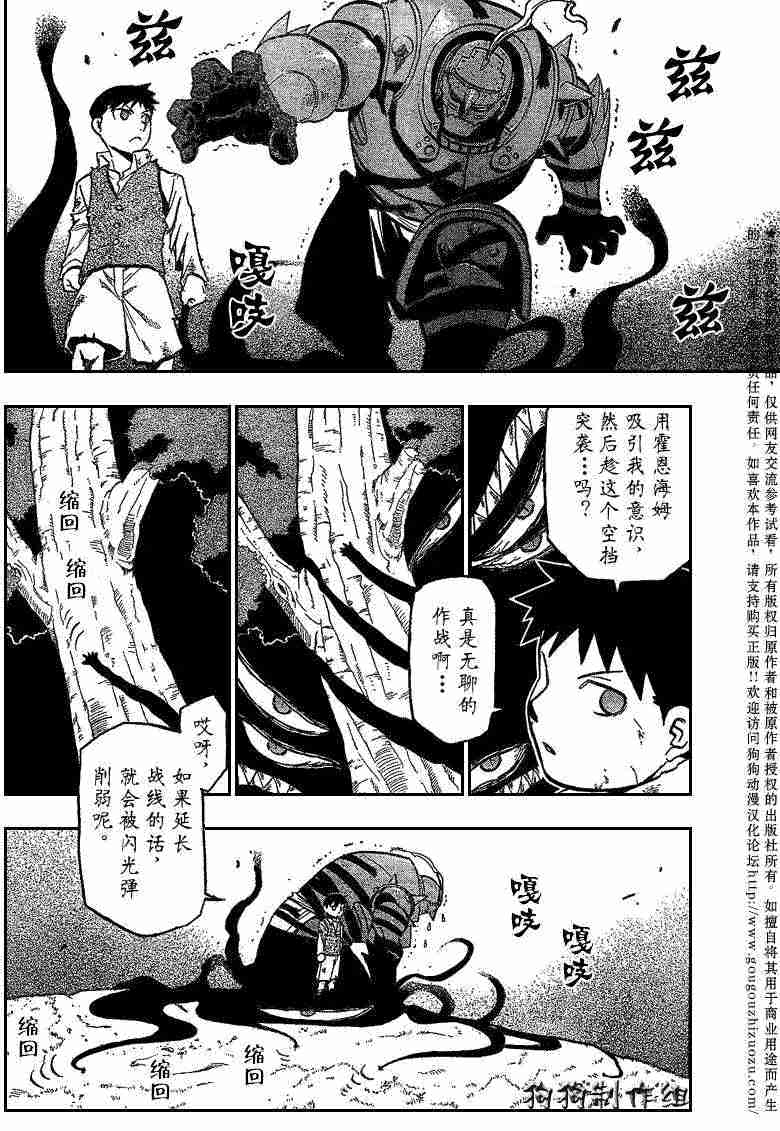 兹
兹
兹
嘎吱
兹
用霍恩海姆
吸引我的意识，
然后趁这个空档
突袭…吗？
真是无聊的
作战啊…
缩回
缩回
哎呀，
如果延长
战线的话，
就会被闪光弹
削弱呢。
嘎吱
嘎吱
缩回
缩回
缩回
狗狗制作组
品，仅供网友交流参考试看，所有版权归原作者和被原作者授权的出版社所有。如擅自将其用于商业用途而产生
责任何责任。如喜欢本作品，请支持购买正版!!欢迎访问狗狗动漫汉化论坛http://www.gougouzhizuozu.com/